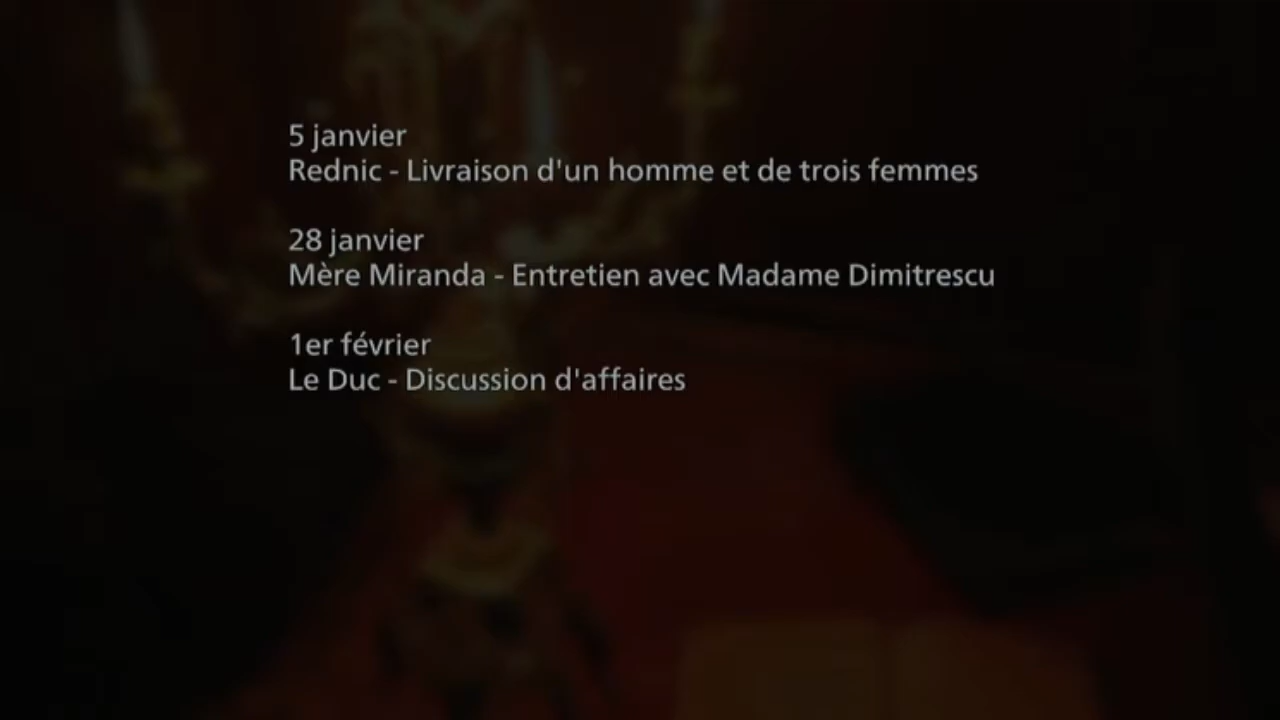 5 janvier
Rednic - Livraison d'un homme et de trois femmes
28 janvier
Mère Miranda - Entretien avec Madame Dimitrescu
1er février
Le Duc - Discussion d'affaires